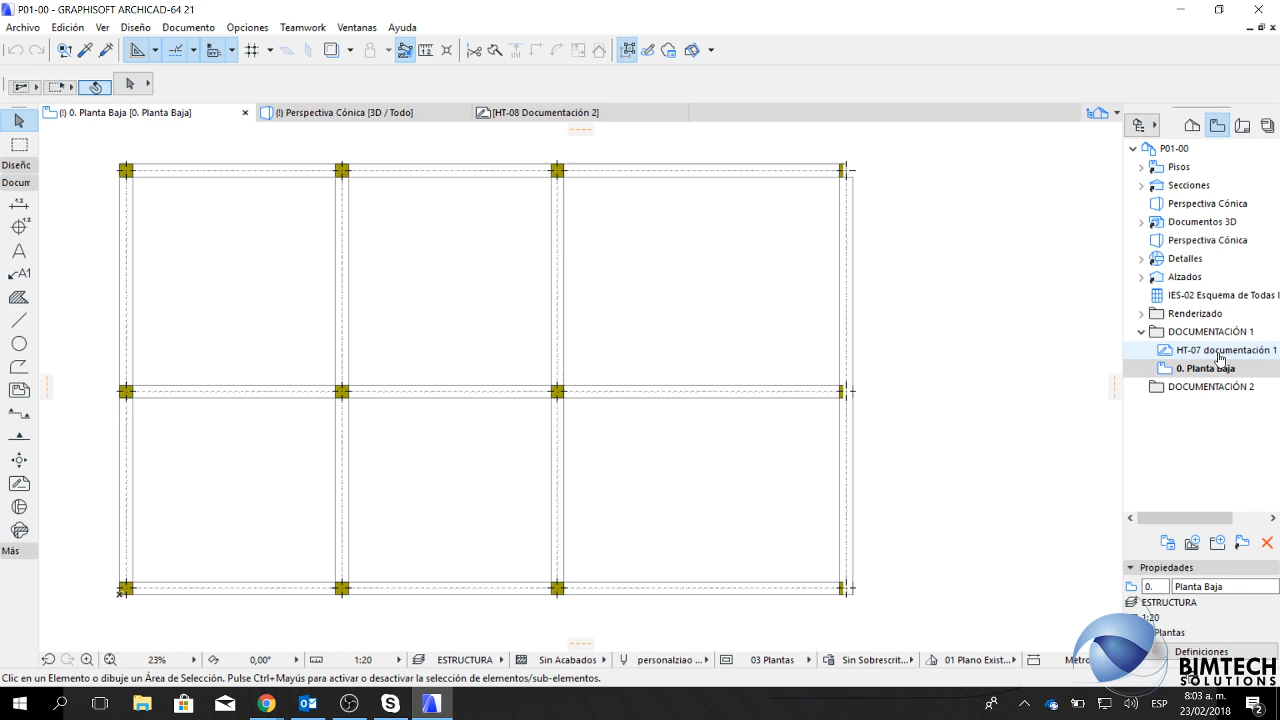 P01-00 - GRAPHISOFT ARCHICAD-64 21
Archivo Edición Ver Diseño Documento Opciones Teamwork Ventanas Ayuda
(!) 0. Planta Baja [0. Planta Baja]
(!) Perspectiva Cónica [3D / Todo]
[HT-08 Documentación 2]
Diseñc
Docum
A1
Más
P01-00
Pisos
Secciones
Perspectiva Cónica
Documentos 3D
Perspectiva Cónica
Detalles
Alzados
IES-02 Esquema de Todas l
Renderizado
DOCUMENTACIÓN 1
HT-07 documentación 1
0. Planta Baja
DOCUMENTACIÓN 2
Propiedades
0. Planta Baja
ESTRUCTURA
1:20
Plantas
Definiciones
23% 0,00° 1:20 ESTRUCTURA Sin Acabados personalziao ... 03 Plantas Sin Sobrescrit... 01 Plano Exist... Metro
Clic en un Elemento o dibuje un Área de Selección. Pulse Ctrl+Mayús para activar o desactivar la selección de elementos/sub-elementos.
BIMTECH
SOLUTIONS
ESP
8:03 a. m.
23/02/2018
2